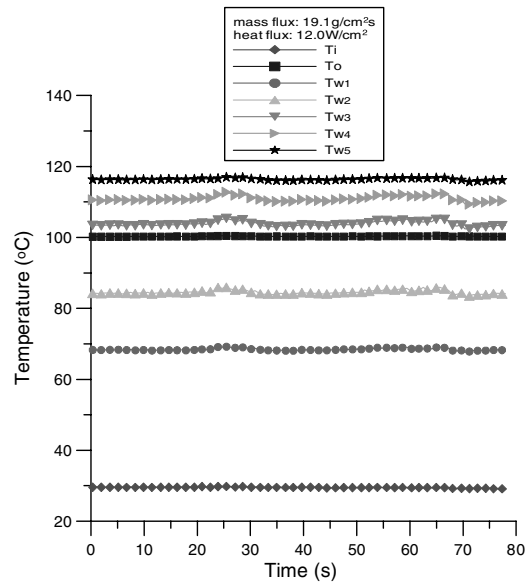 mass flux: 19.1g/cm²s
heat flux: 12.0W/cm²
Ti
To
Tw1
Tw2
Tw3
Tw4
Tw5
140
120
100
80
60
40
20
Temperature (oC)
0 10 20 30 40 50 60 70 80
Time (s)